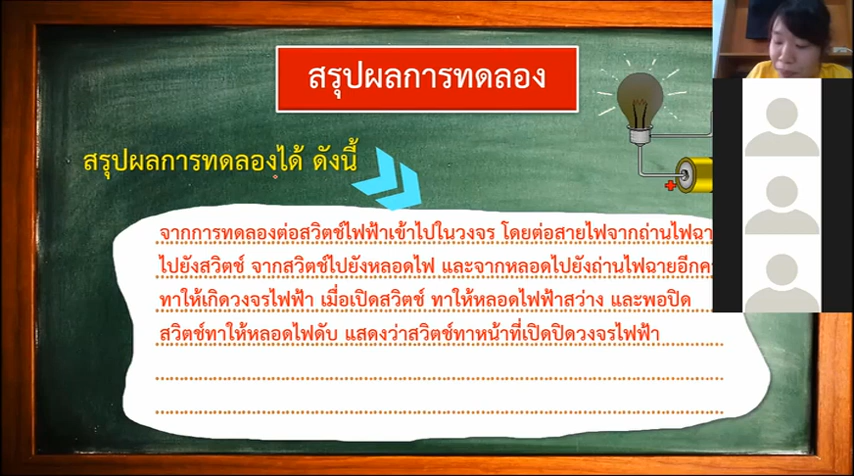 สรุปผลการทดลอง
สรุปผลการทดลองได้ ดังนี้
จากการทดลองต่อสวิตช์ไฟฟ้าเข้าไปในวงจร โดยต่อสายไฟจากถ่านไฟฉา
ไปยังสวิตช์ จากสวิตช์ไปยังหลอดไฟ และจากหลอดไปยังถ่านไฟฉายอีกค
ทาให้เกิดวงจรไฟฟ้า เมื่อเปิดสวิตช์ ทาให้หลอดไฟฟ้าสว่าง และพอปิด
สวิตช์ทาให้หลอดไฟดับ แสดงว่าสวิตช์ทาหน้าที่เปิดปิดวงจรไฟฟ้า